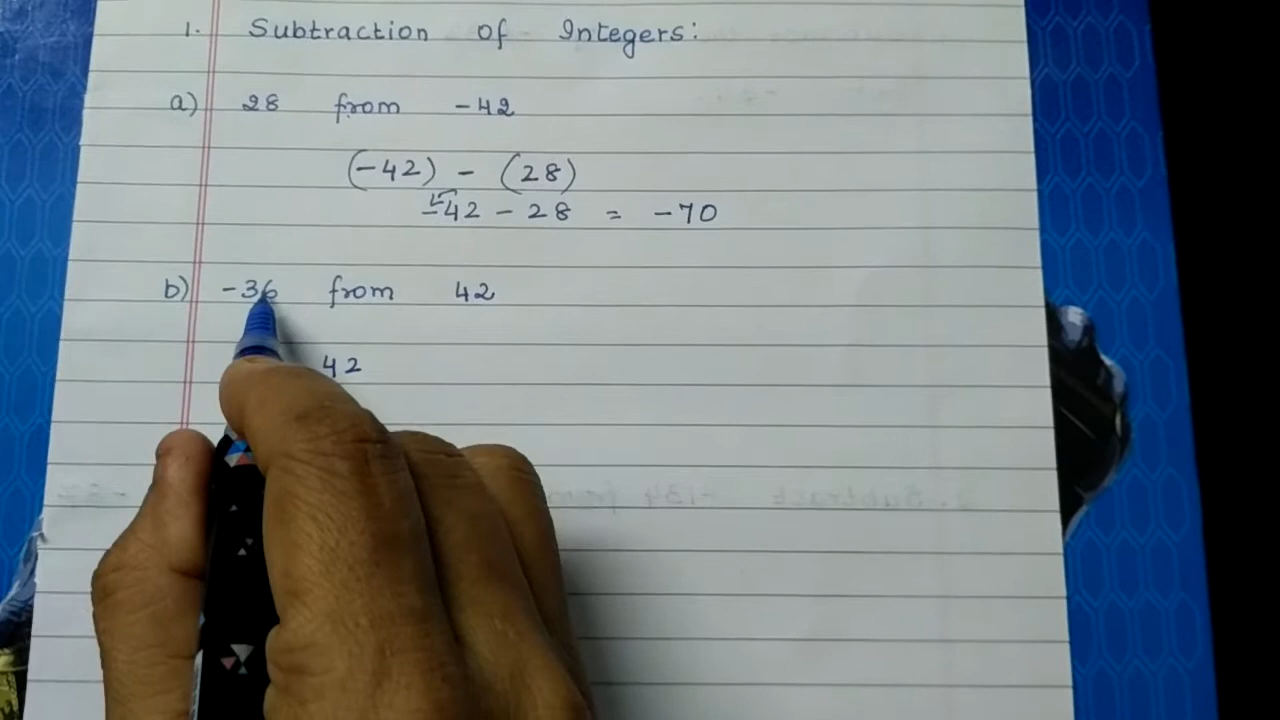 1. Subtraction of Integers:
a) 28 from -42
(-42) - (28)
-42 - 28 = -70
b) -36 from 42
42